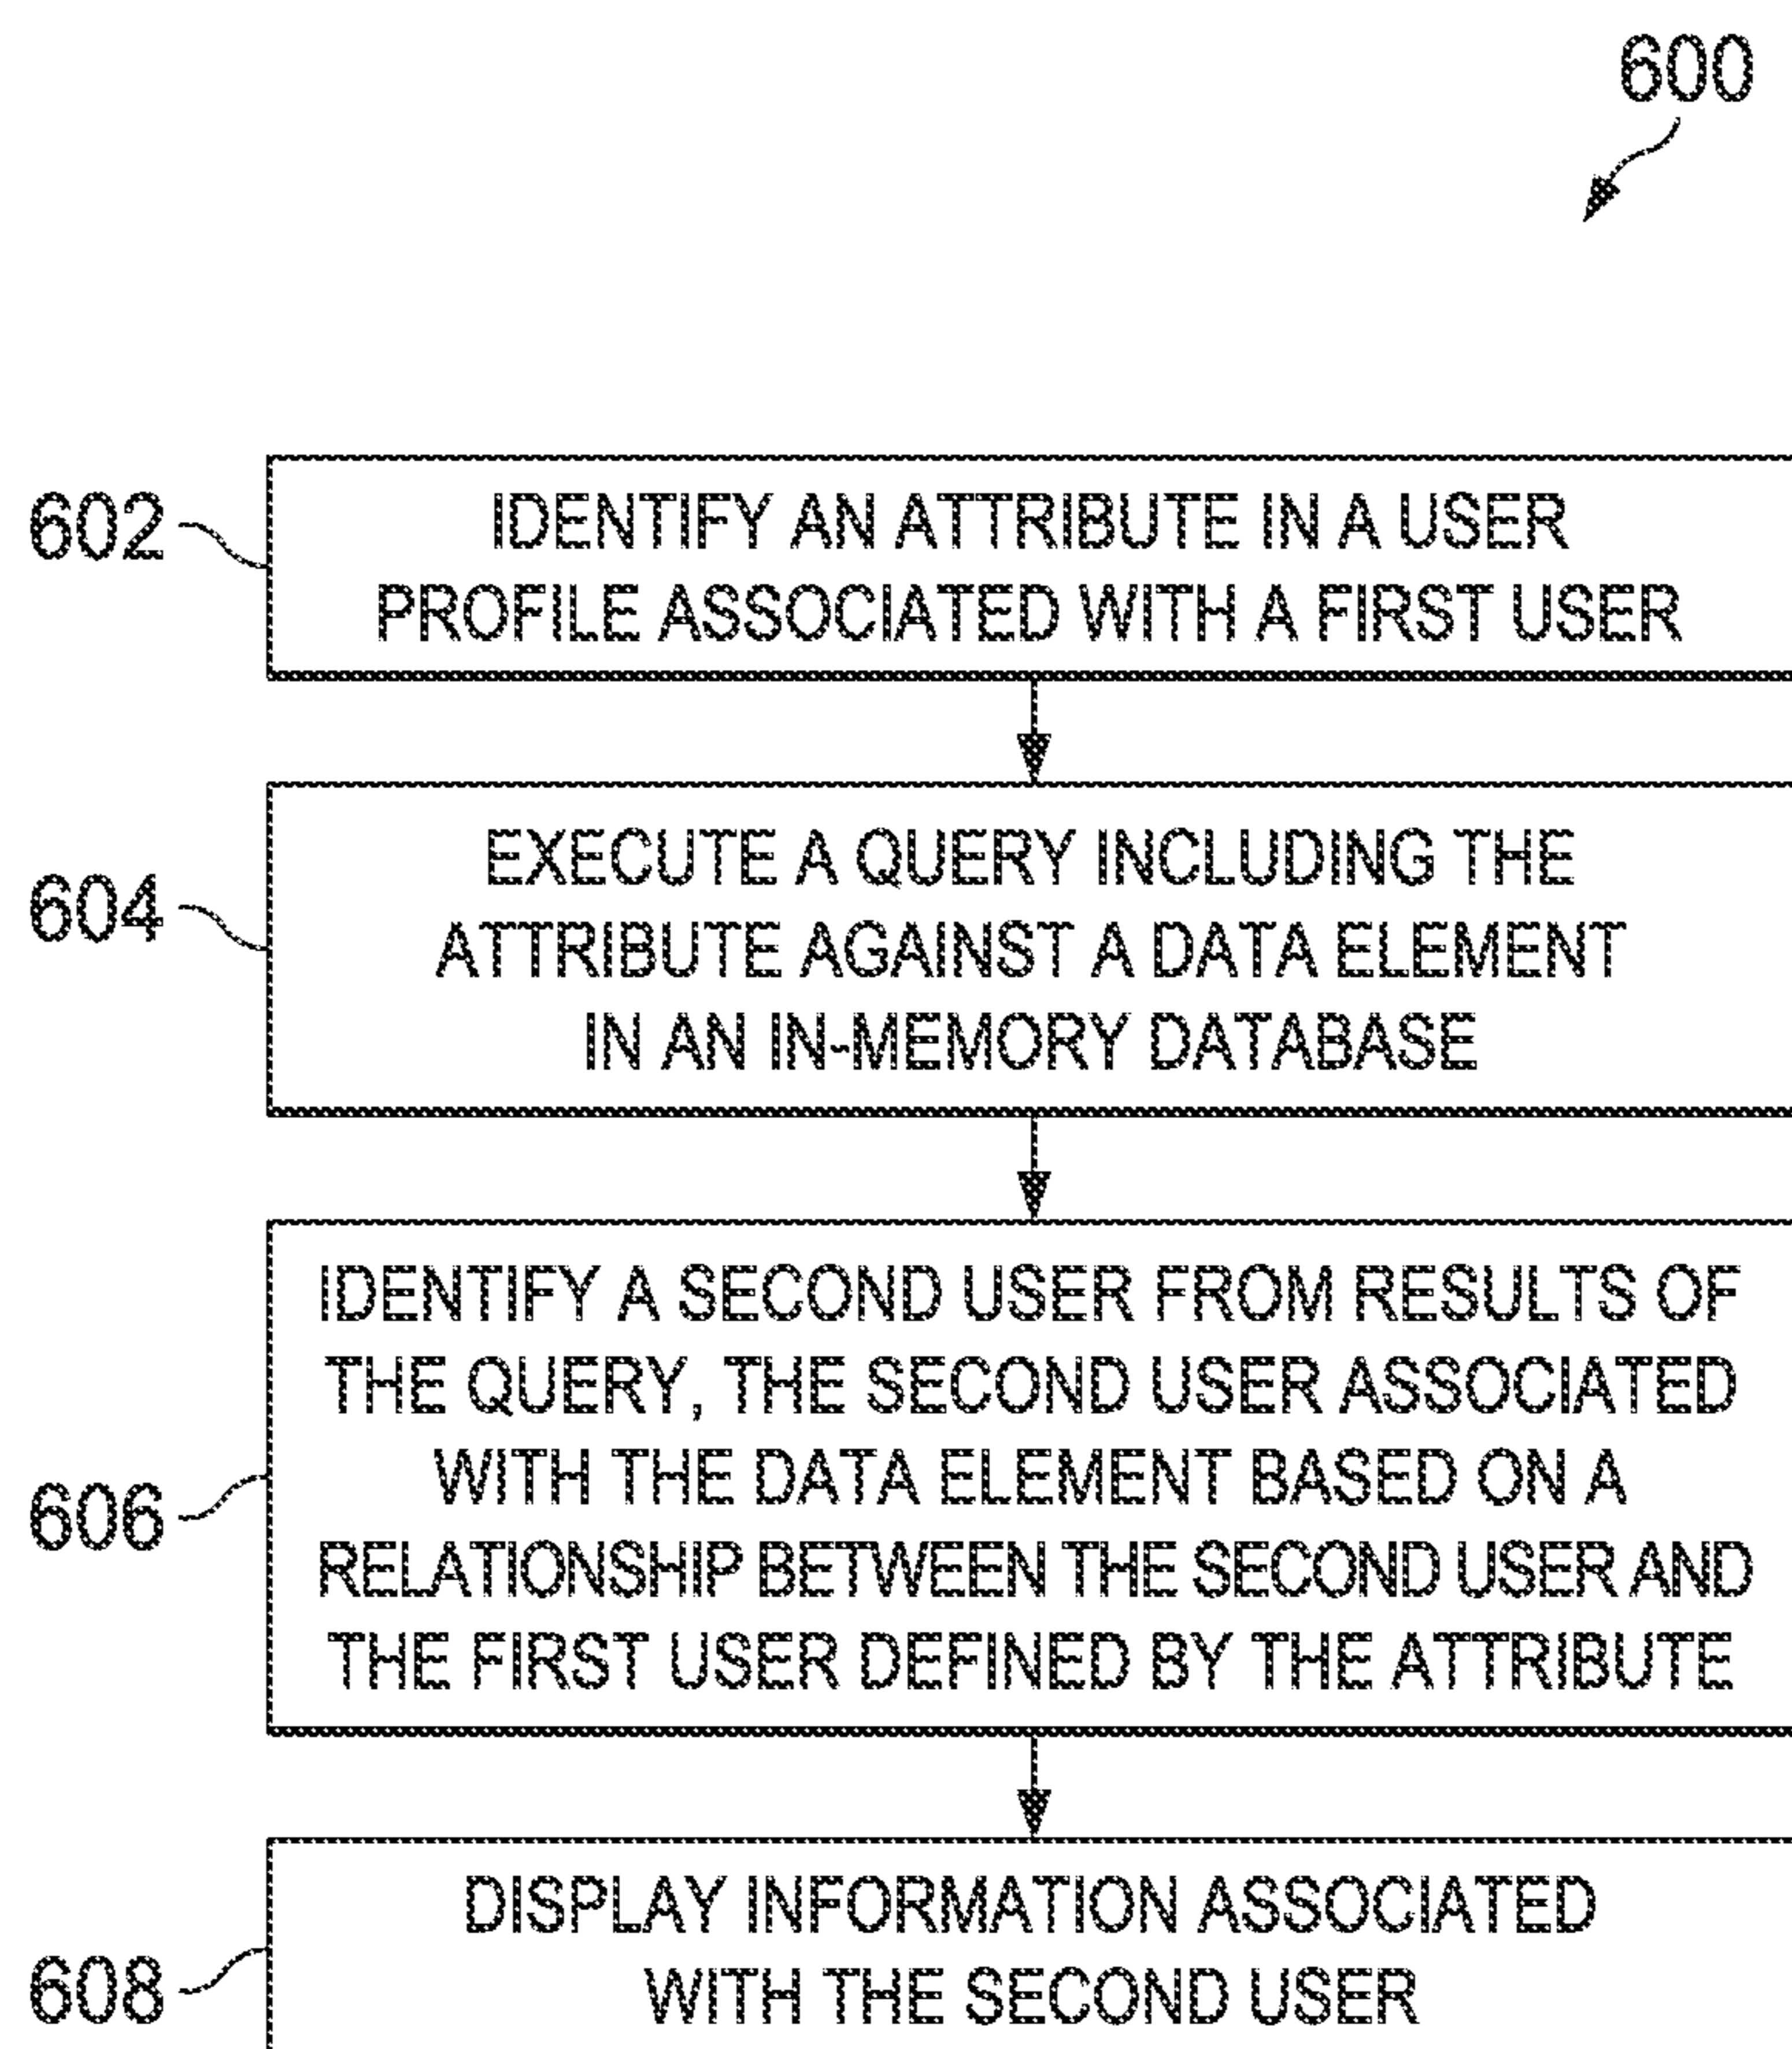 600
602
IDENTIFY AN ATTRIBUTE IN A USER
PROFILE ASSOCIATED WITH A FIRST USER
604
EXECUTE A QUERY INCLUDING THE
ATTRIBUTE AGAINST A DATA ELEMENT
IN AN IN-MEMORY DATABASE
606
IDENTIFY A SECOND USER FROM RESULTS OF
THE QUERY, THE SECOND USER ASSOCIATED
WITH THE DATA ELEMENT BASED ON A
RELATIONSHIP BETWEEN THE SECOND USER AND
THE FIRST USER DEFINED BY THE ATTRIBUTE
608
DISPLAY INFORMATION ASSOCIATED
WITH THE SECOND USER